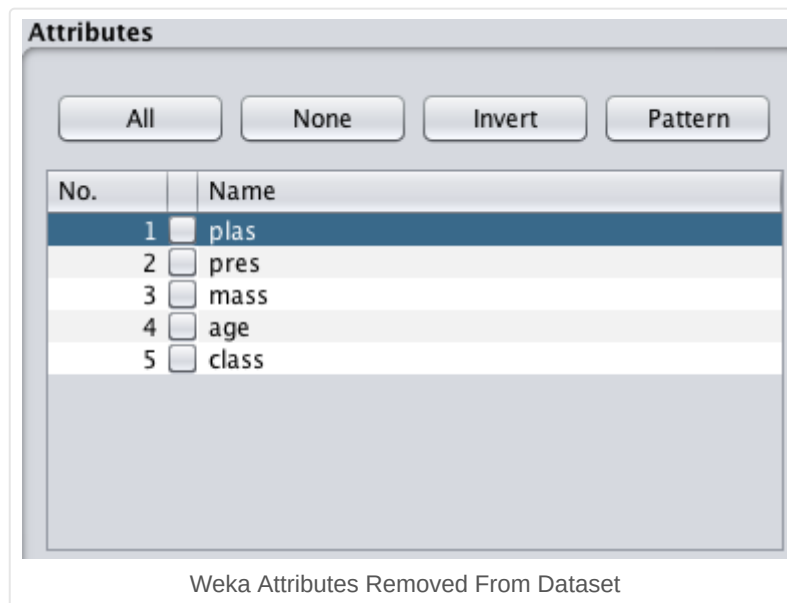 Attributes
All None Invert Pattern
No. Name
1 plas
2 pres
3 mass
4 age
5 class
Weka Attributes Removed From Dataset